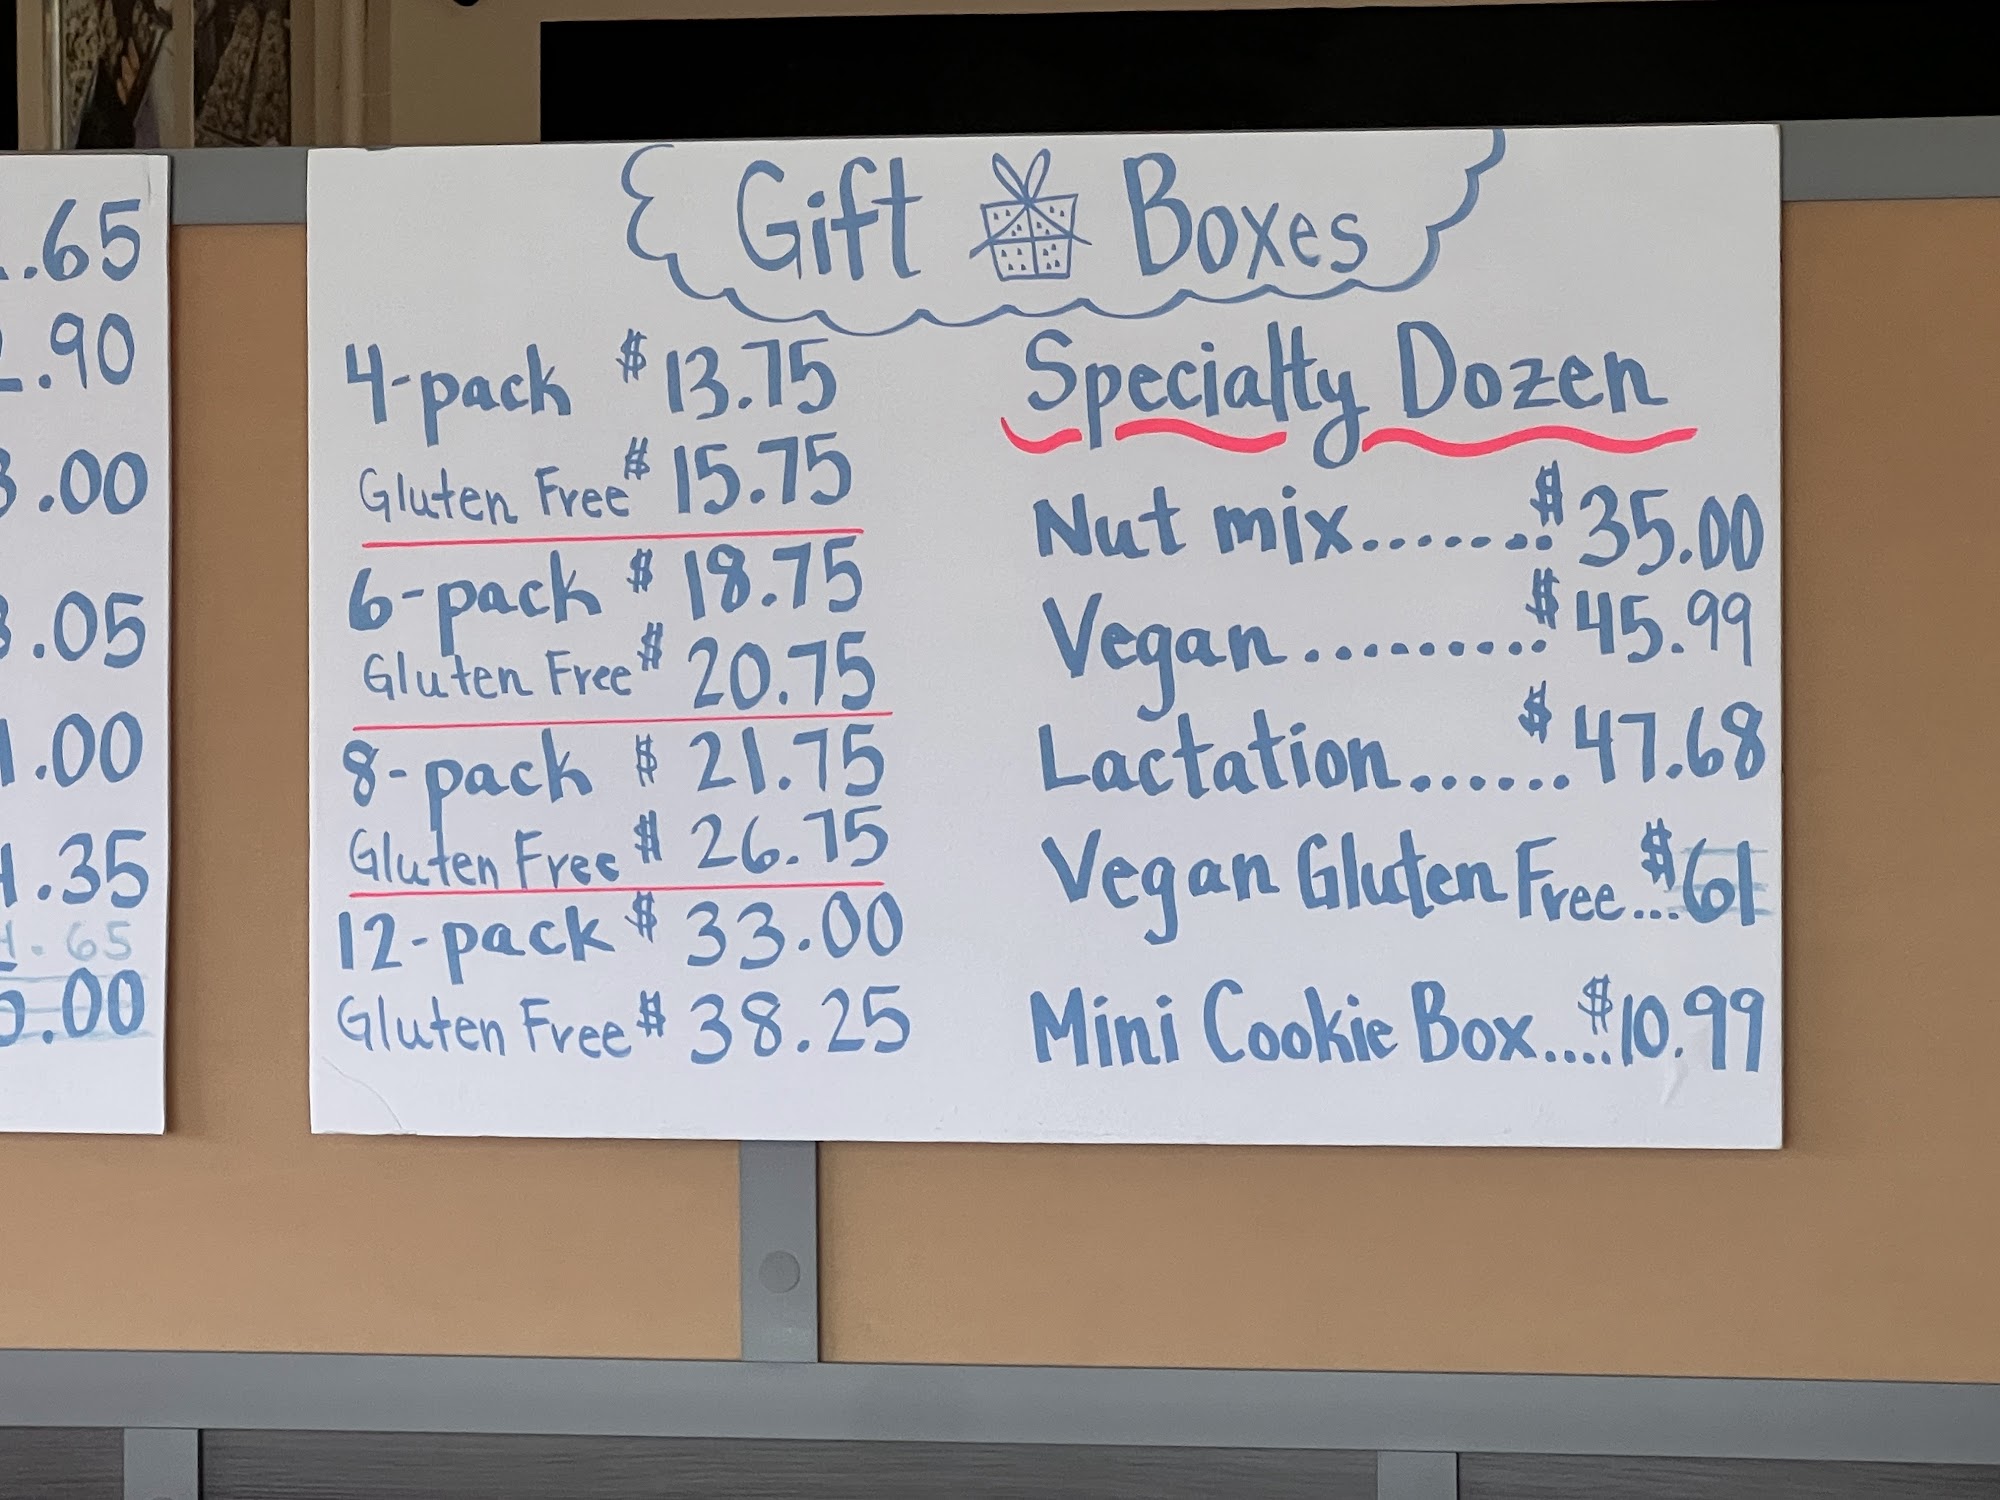 .65
.90
.00
.05
.00
.35
.65
.00
Gift Boxes
4-pack $13.75
Gluten Free $15.75
6-pack $18.75
Gluten Free $20.75
8-pack $21.75
Gluten Free $26.75
12-pack $33.00
Gluten Free $38.25
Specialty Dozen
Nut mix........$35.00
Vegan..........$45.99
Lactation......$47.68
Vegan Gluten Free...$61
Mini Cookie Box....$10.99